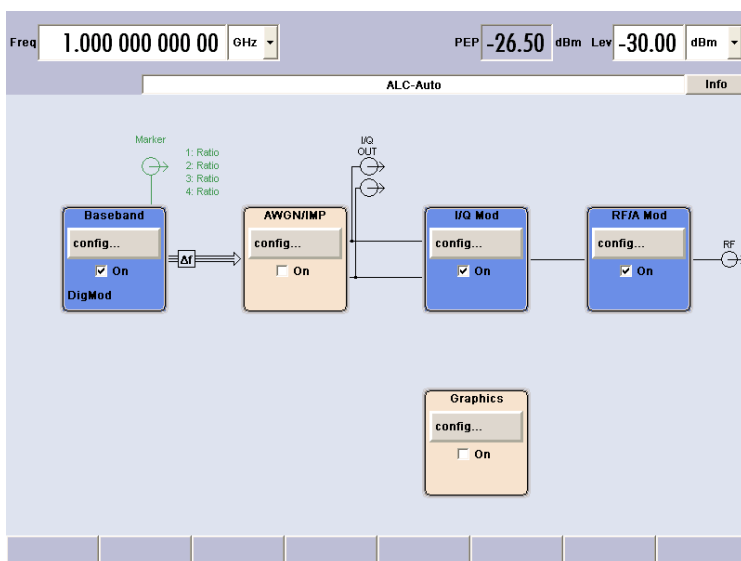 Freq 1.000 000 000 00 GHz PEP -26.50 dBm Lev -30.00 dBm
ALC-Auto Info
Marker
1: Ratio
2: Ratio
3: Ratio
4: Ratio
I/Q
OUT
Baseband
config...
On
DigMod
Δf
AWGN/IMP
config...
On
I/Q Mod
config...
On
RF/A Mod
config...
On
RF
Graphics
config...
On